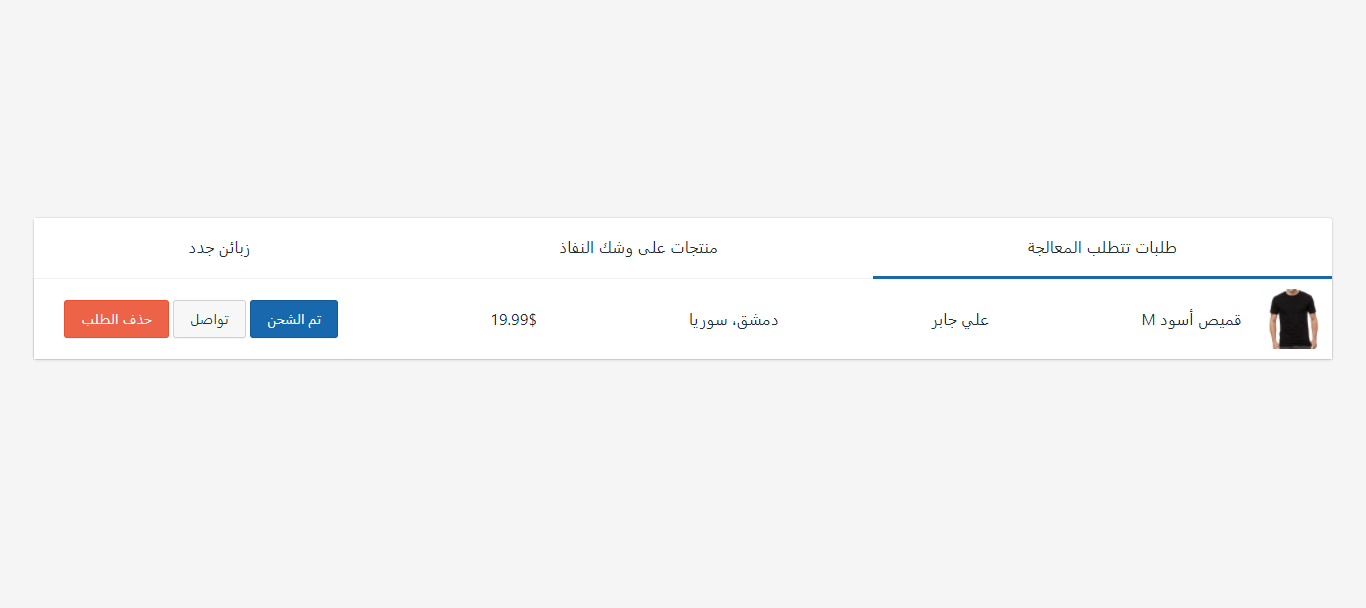 طلبات تتطلب المعالجة
منتجات على وشك النفاذ
زبائن جدد
قميص أسود M
علي جابر
دمشق، سوريا
19.99$
تم الشحن
تواصل
حذف الطلب